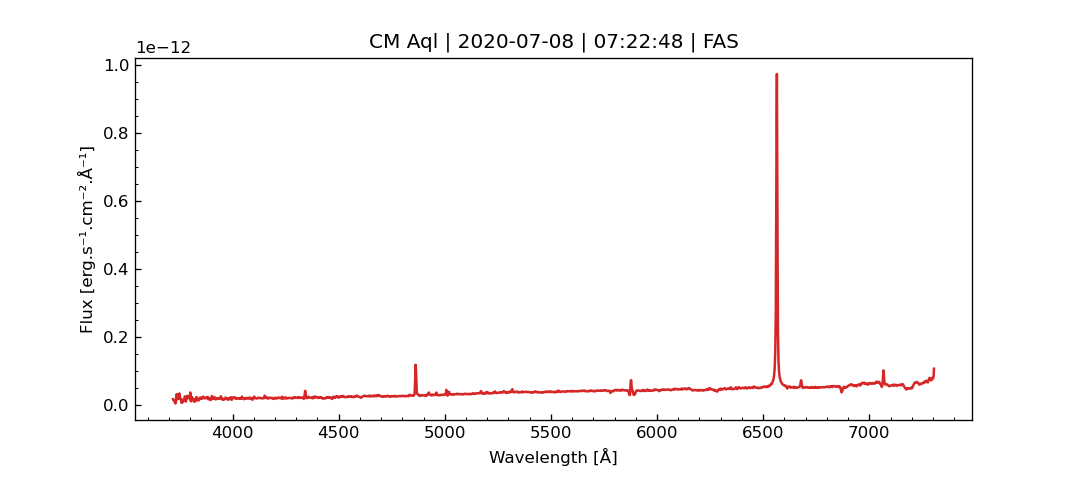 CM Aql | 2020-07-08 | 07:22:48 | FAS
1e−12
1.0
0.8
0.6
0.4
0.2
0.0
Flux [erg.s⁻¹.cm⁻².Å⁻¹]
4000 4500 5000 5500 6000 6500 7000
Wavelength [Å]